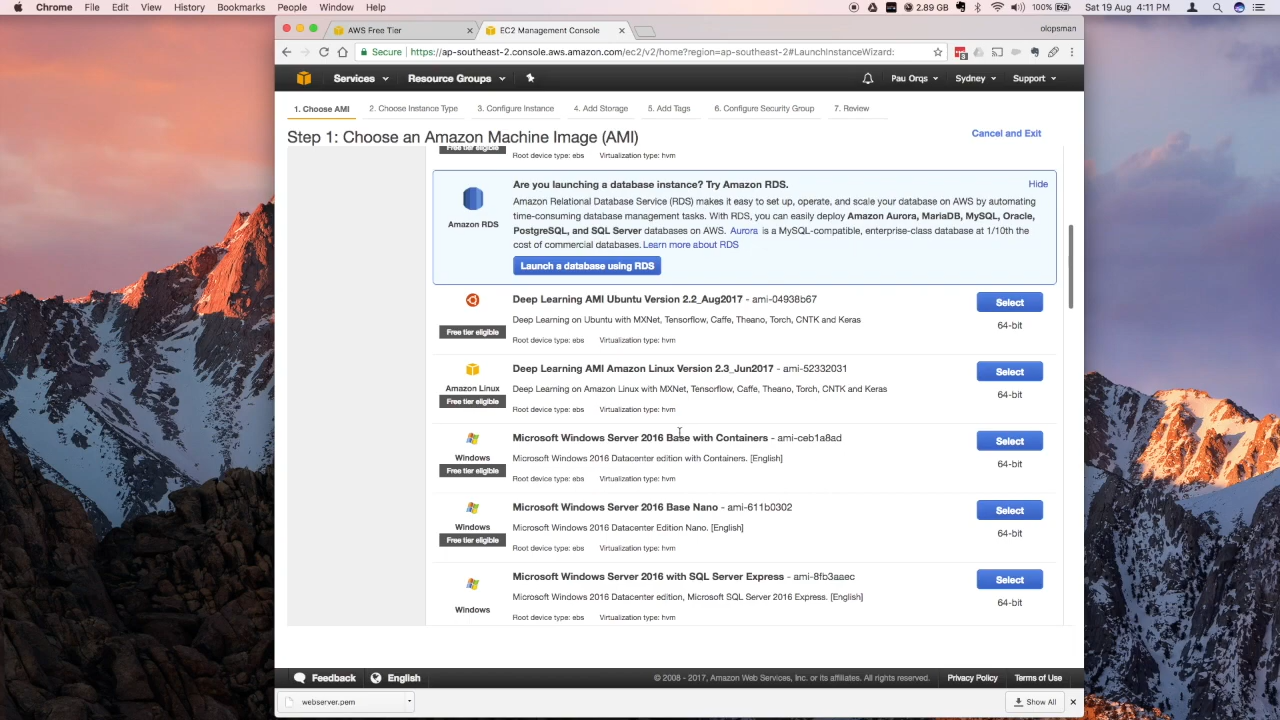 Chrome File Edit View History Bookmarks People Window Help
2.89 GB
100%
Sat 19 Aug 4:11 PM
AWS Free Tier
EC2 Management Console
olopsman
Secure
https://ap-southeast-2.console.aws.amazon.com/ec2/v2/home?region=ap-southeast-2#LaunchInstanceWizard:
Services
Resource Groups
Pau Orqs
Sydney
Support
1. Choose AMI
2. Choose Instance Type
3. Configure Instance
4. Add Storage
5. Add Tags
6. Configure Security Group
7. Review
Step 1: Choose an Amazon Machine Image (AMI)
Cancel and Exit
Free tier eligible
Root device type: ebs Virtualization type: hvm
Amazon RDS
Are you launching a database instance? Try Amazon RDS.
Hide
Amazon Relational Database Service (RDS) makes it easy to set up, operate, and scale your database on AWS by automating
time-consuming database management tasks. With RDS, you can easily deploy Amazon Aurora, MariaDB, MySQL, Oracle,
PostgreSQL, and SQL Server databases on AWS. Aurora is a MySQL-compatible, enterprise-class database at 1/10th the
cost of commercial databases. Learn more about RDS
Launch a database using RDS
Deep Learning AMI Ubuntu Version 2.2_Aug2017 - ami-04938b67
Select
Deep Learning on Ubuntu with MXNet, Tensorflow, Caffe, Theano, Torch, CNTK and Keras
64-bit
Free tier eligible
Root device type: ebs Virtualization type: hvm
Deep Learning AMI Amazon Linux Version 2.3_Jun2017 - ami-52332031
Select
Amazon Linux
Deep Learning on Amazon Linux with MXNet, Tensorflow, Caffe, Theano, Torch, CNTK and Keras
64-bit
Free tier eligible
Root device type: ebs Virtualization type: hvm
Microsoft Windows Server 2016 Base with Containers - ami-ceb1a8ad
Select
Windows
Microsoft Windows 2016 Datacenter edition with Containers. [English]
64-bit
Free tier eligible
Root device type: ebs Virtualization type: hvm
Microsoft Windows Server 2016 Base Nano - ami-611b0302
Select
Windows
Microsoft Windows 2016 Datacenter Edition Nano. [English]
64-bit
Free tier eligible
Root device type: ebs Virtualization type: hvm
Microsoft Windows Server 2016 with SQL Server Express - ami-8fb3aaec
Select
Windows
Microsoft Windows 2016 Datacenter edition, Microsoft SQL Server 2016 Express. [English]
64-bit
Root device type: ebs Virtualization type: hvm
Feedback
English
© 2008 - 2017, Amazon Web Services, Inc. or its affiliates. All rights reserved.
Privacy Policy
Terms of Use
webserver.pem
Show All